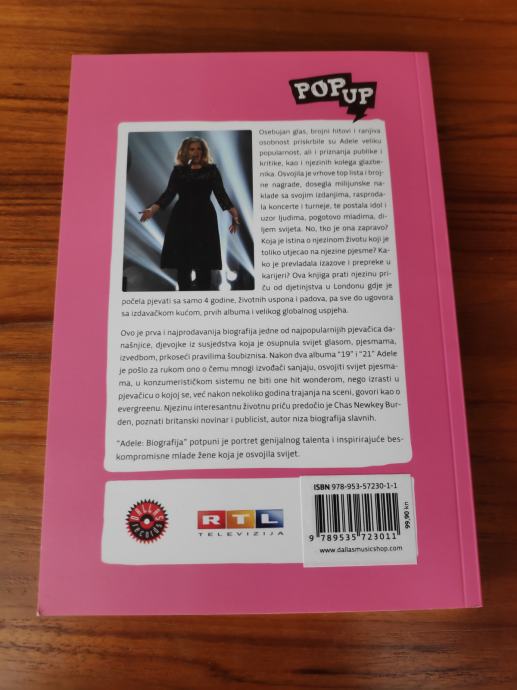 POP UP
Osebujan glas, brojni hitovi i ranjiva
osobnost priskrbile su Adele veliku
popularnost, ali i priznanja publike i
kritike, kao i njezinih kolega glazbe-
nika. Osvojila je vrhove top lista i broj-
ne nagrade, dosegla milijunske na-
klade sa svojim izdanjima, rasproda-
la koncerte i turneje, te postala idol i
uzor ljudima, pogotovo mladima, di-
ljem svijeta. No, tko je ona zapravo?
Koja je istina o njezinom životu koji je
toliko utjecao na njezine pjesme? Ka-
ko je prevladala izazove i prepreke u
karijeri? Ova knjiga prati njezinu pri-
ču od djetinjstva u Londonu gdje je
počela pjevati sa samo 4 godine, životnih uspona i padova, pa sve do ugovora
sa izdavačkom kućom, prvih albuma i velikog globalnog uspjeha.
Ovo je prva i najprodavanija biografija jedne od najpopularnijih pjevačica da-
našnjice, djevojke iz susjedstva koja je osupnula svijet glasom, pjesmama,
izvedbom, prkoseći pravilima šoubiznisa. Nakon dva albuma "19" i "21" Adele
je pošlo za rukom ono o čemu mnogi izvođači sanjaju, osvojiti svijet pjesma-
ma, u konzumerističkom sistemu ne biti one hit wonderom, nego izrasti u
pjevačicu o kojoj se, već nakon nekoliko godina trajanja na sceni, govori kao o
evergreenu. Njezinu interesantnu životnu priču predočio je Chas Newkey Bur-
den, poznati britanski novinar i publicist, autor niza biografija slavnih.
"Adele: Biografija" potpuni je portret genijalnog talenta i inspirirajuće bes-
kompromisne mlade žene koja je osvojila svijet.
DALLAS RECORDS
RTL
TELEVIZIJA
ISBN 978-953-57230-1-1
9 789535 723011
99,90 kn
www.dallasmusicshop.com